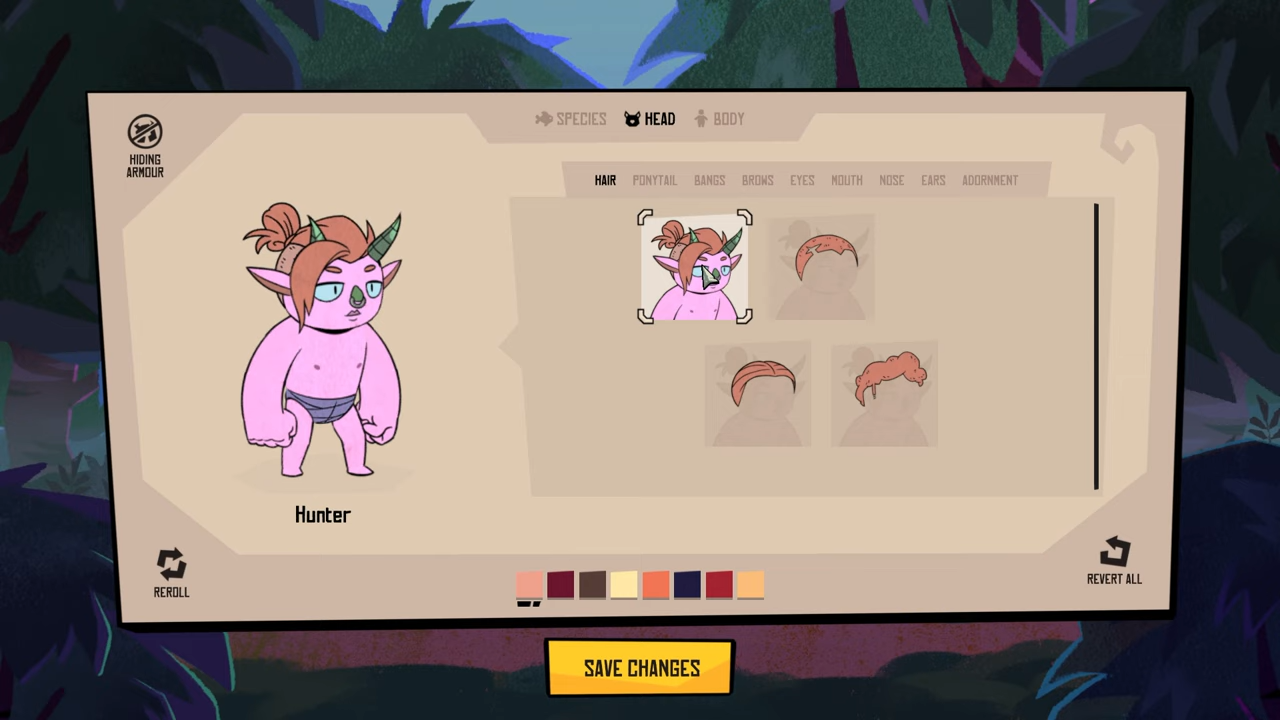 SPECIES HEAD BODY
HIDING
ARMOUR
HAIR PONYTAIL BANGS BROWS EYES MOUTH NOSE EARS ADORNMENT
Hunter
REROLL
REVERT ALL
SAVE CHANGES